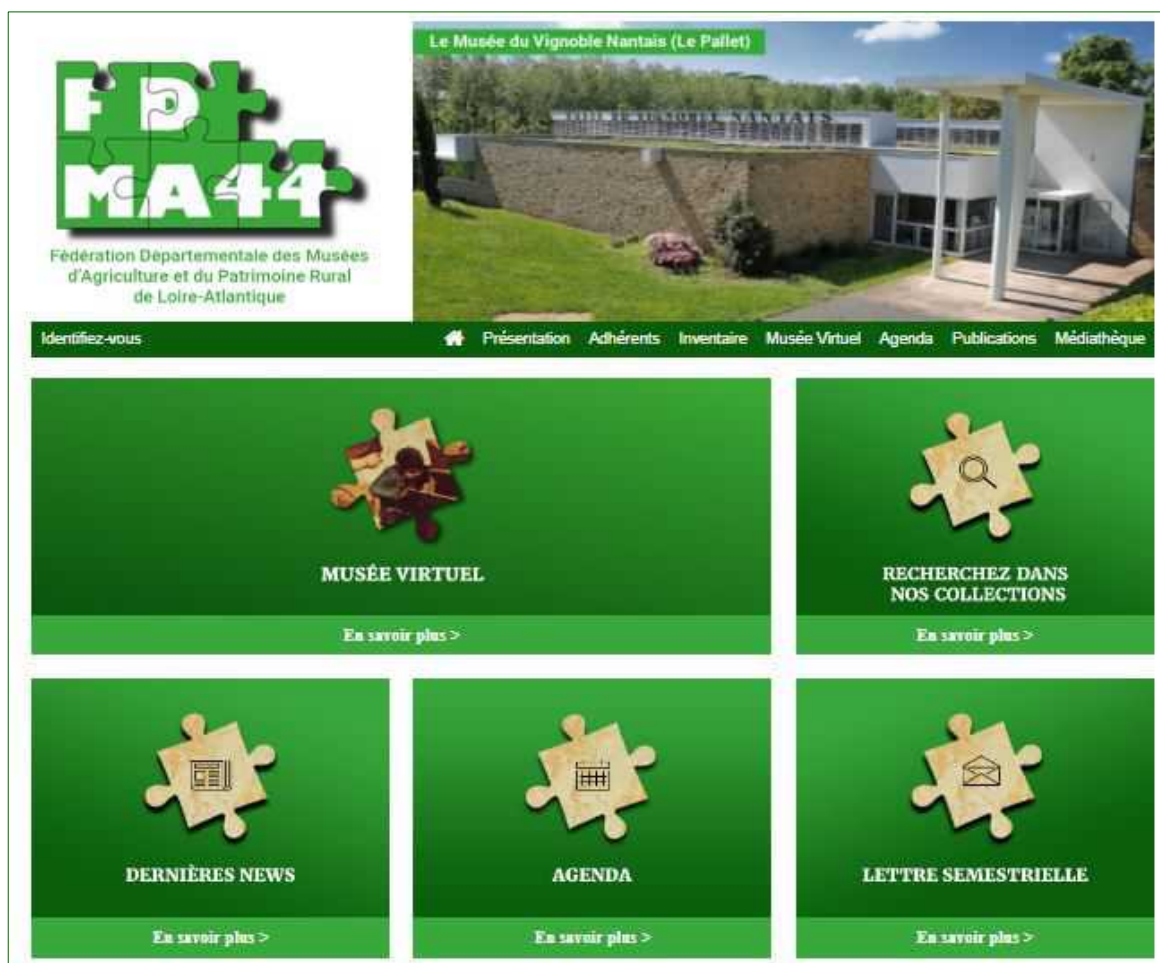 FD
MA44
Fédération Départementale des Musées
d'Agriculture et du Patrimoine Rural
de Loire-Atlantique
Le Musée du Vignoble Nantais (Le Pallet)
VIGNOBLE NANTAIS
Identifiez-vous
Présentation Adhérents Inventaire Musée Virtuel Agenda Publications Médiathèque
MUSÉE VIRTUEL
En savoir plus >
RECHERCHEZ DANS
NOS COLLECTIONS
En savoir plus >
DERNIÈRES NEWS
En savoir plus >
AGENDA
En savoir plus >
LETTRE SEMESTRIELLE
En savoir plus >